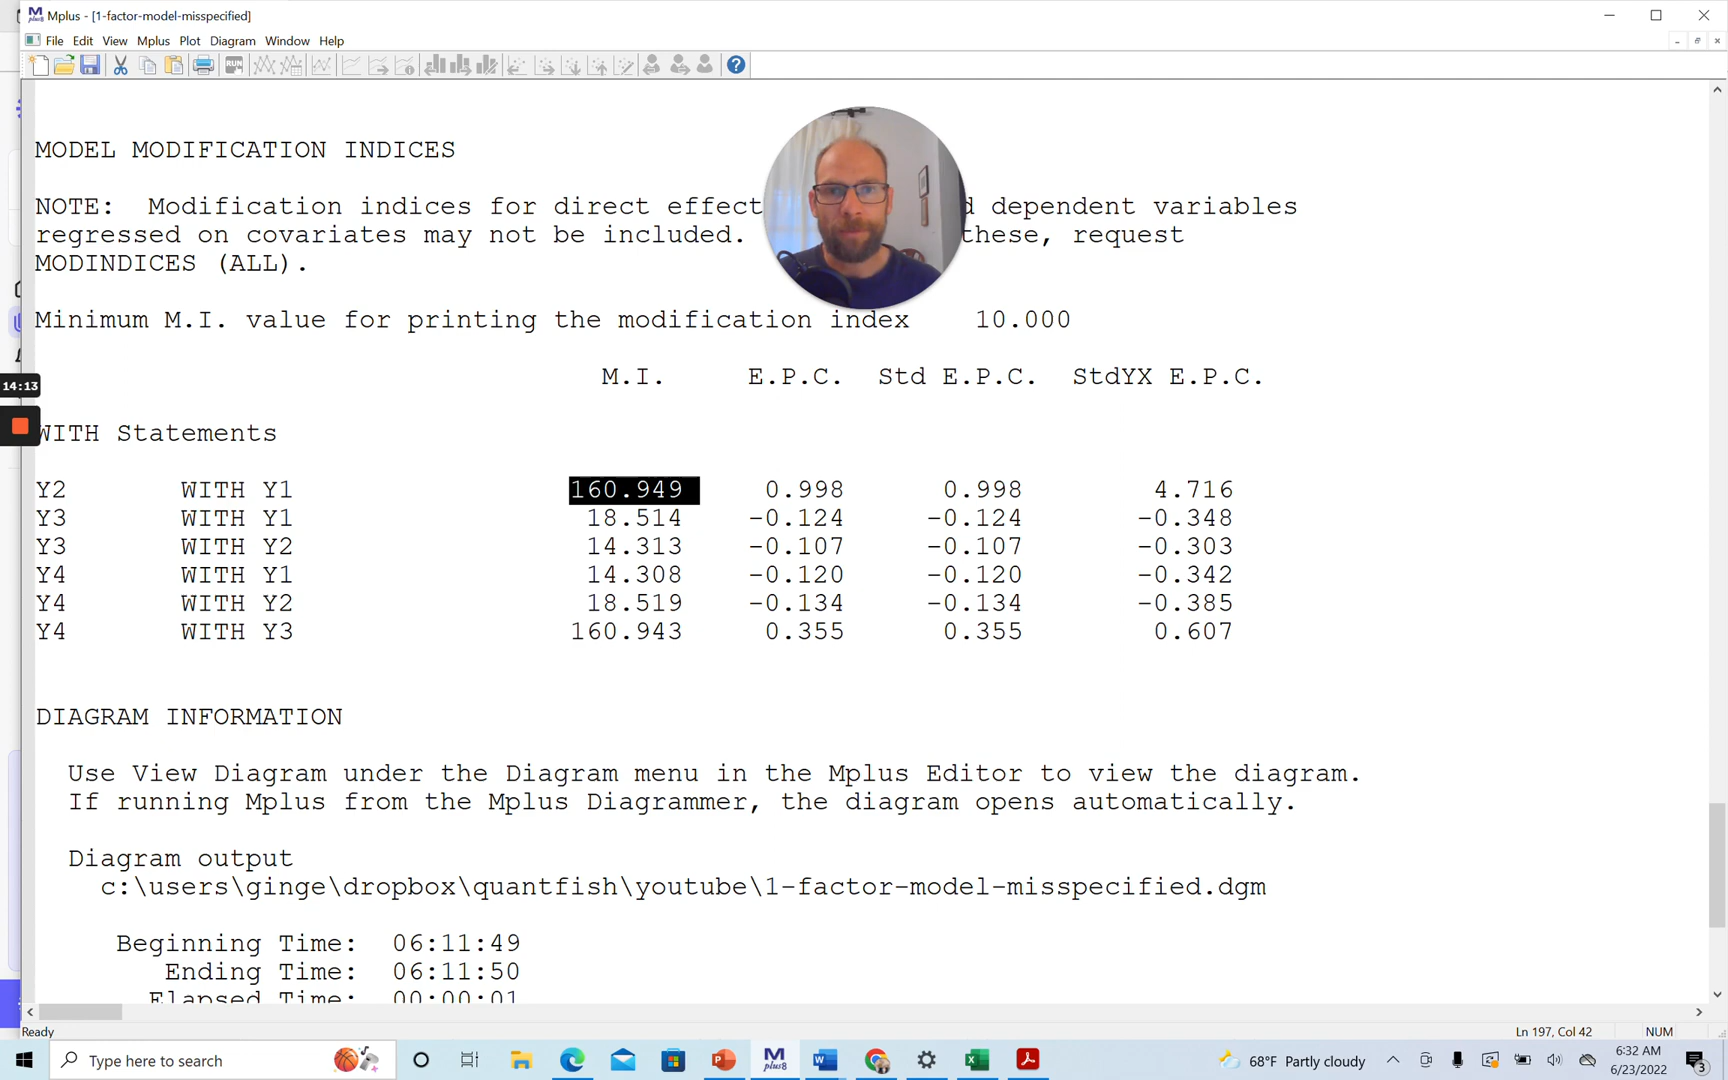 Mplus - [1-factor-model-misspecified]
File Edit View Mplus Plot Diagram Window Help
RUN
MODEL MODIFICATION INDICES
NOTE: Modification indices for direct effect d dependent variables
regressed on covariates may not be included. these, request
MODINDICES (ALL).
Minimum M.I. value for printing the modification index 10.000
M.I. E.P.C. Std E.P.C. StdYX E.P.C.
14:13
WITH Statements
Y2 WITH Y1 160.949 0.998 0.998 4.716
Y3 WITH Y1 18.514 -0.124 -0.124 -0.348
Y3 WITH Y2 14.313 -0.107 -0.107 -0.303
Y4 WITH Y1 14.308 -0.120 -0.120 -0.342
Y4 WITH Y2 18.519 -0.134 -0.134 -0.385
Y4 WITH Y3 160.943 0.355 0.355 0.607
DIAGRAM INFORMATION
Use View Diagram under the Diagram menu in the Mplus Editor to view the diagram.
If running Mplus from the Mplus Diagrammer, the diagram opens automatically.
Diagram output
c:\users\ginge\dropbox\quantfish\youtube\1-factor-model-misspecified.dgm
Beginning Time: 06:11:49
Ending Time: 06:11:50
Elapsed Time: 00:00:01
Ready Ln 197, Col 42 NUM
Type here to search 68°F Partly cloudy 6:32 AM
6/23/2022 3